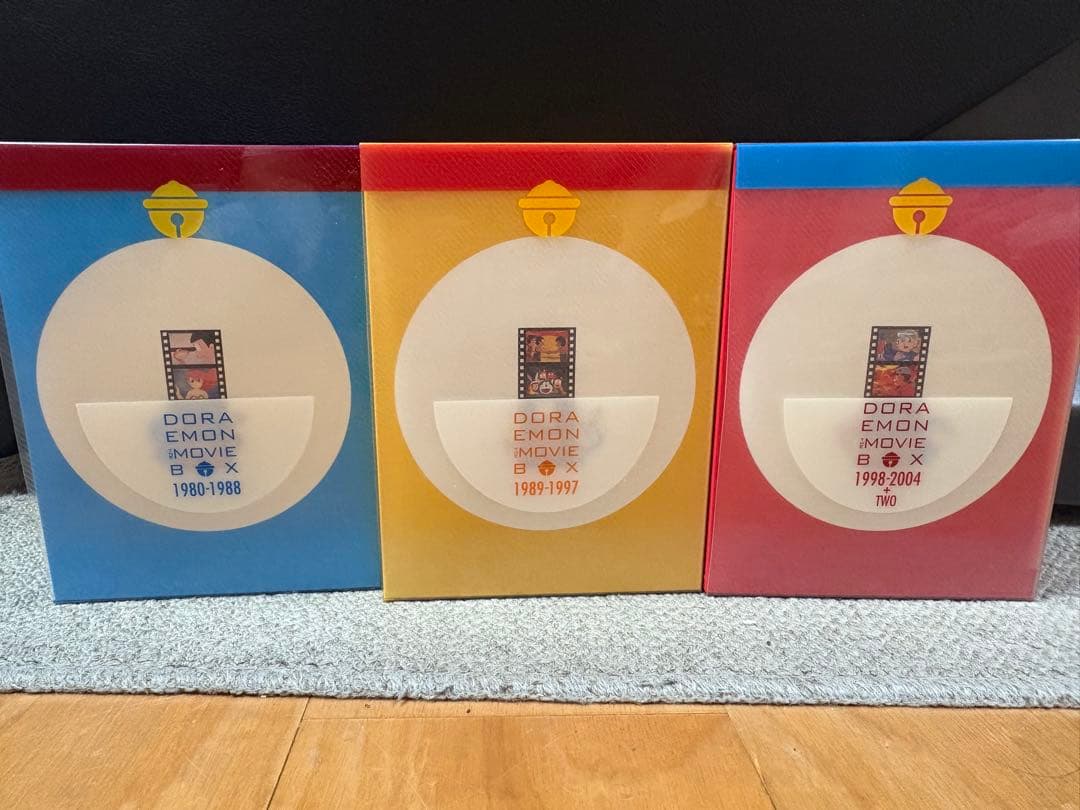 DORA
EMON
MOVIE
B X
1980-1988
DORA
EMON
MOVIE
B X
1989-1997
DORA
EMON
MOVIE
B X
1998-2004
+
TWO